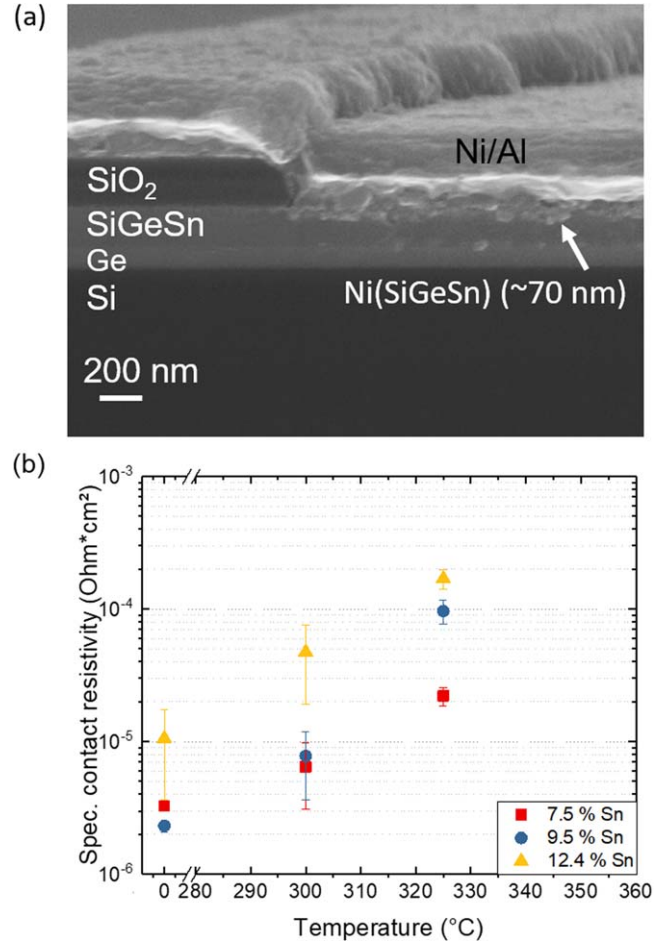 (a)
Ni/Al
SiO₂
SiGeSn
Ge
Ni(SiGeSn) (~70 nm)
Si
200 nm
(b)
10⁻³
10⁻⁴
10⁻⁵
10⁻⁶
Spec. contact resistivity (Ohm*cm²)
7.5 % Sn
9.5 % Sn
12.4 % Sn
0 280 290 300 310 320 330 340 350 360
Temperature (°C)